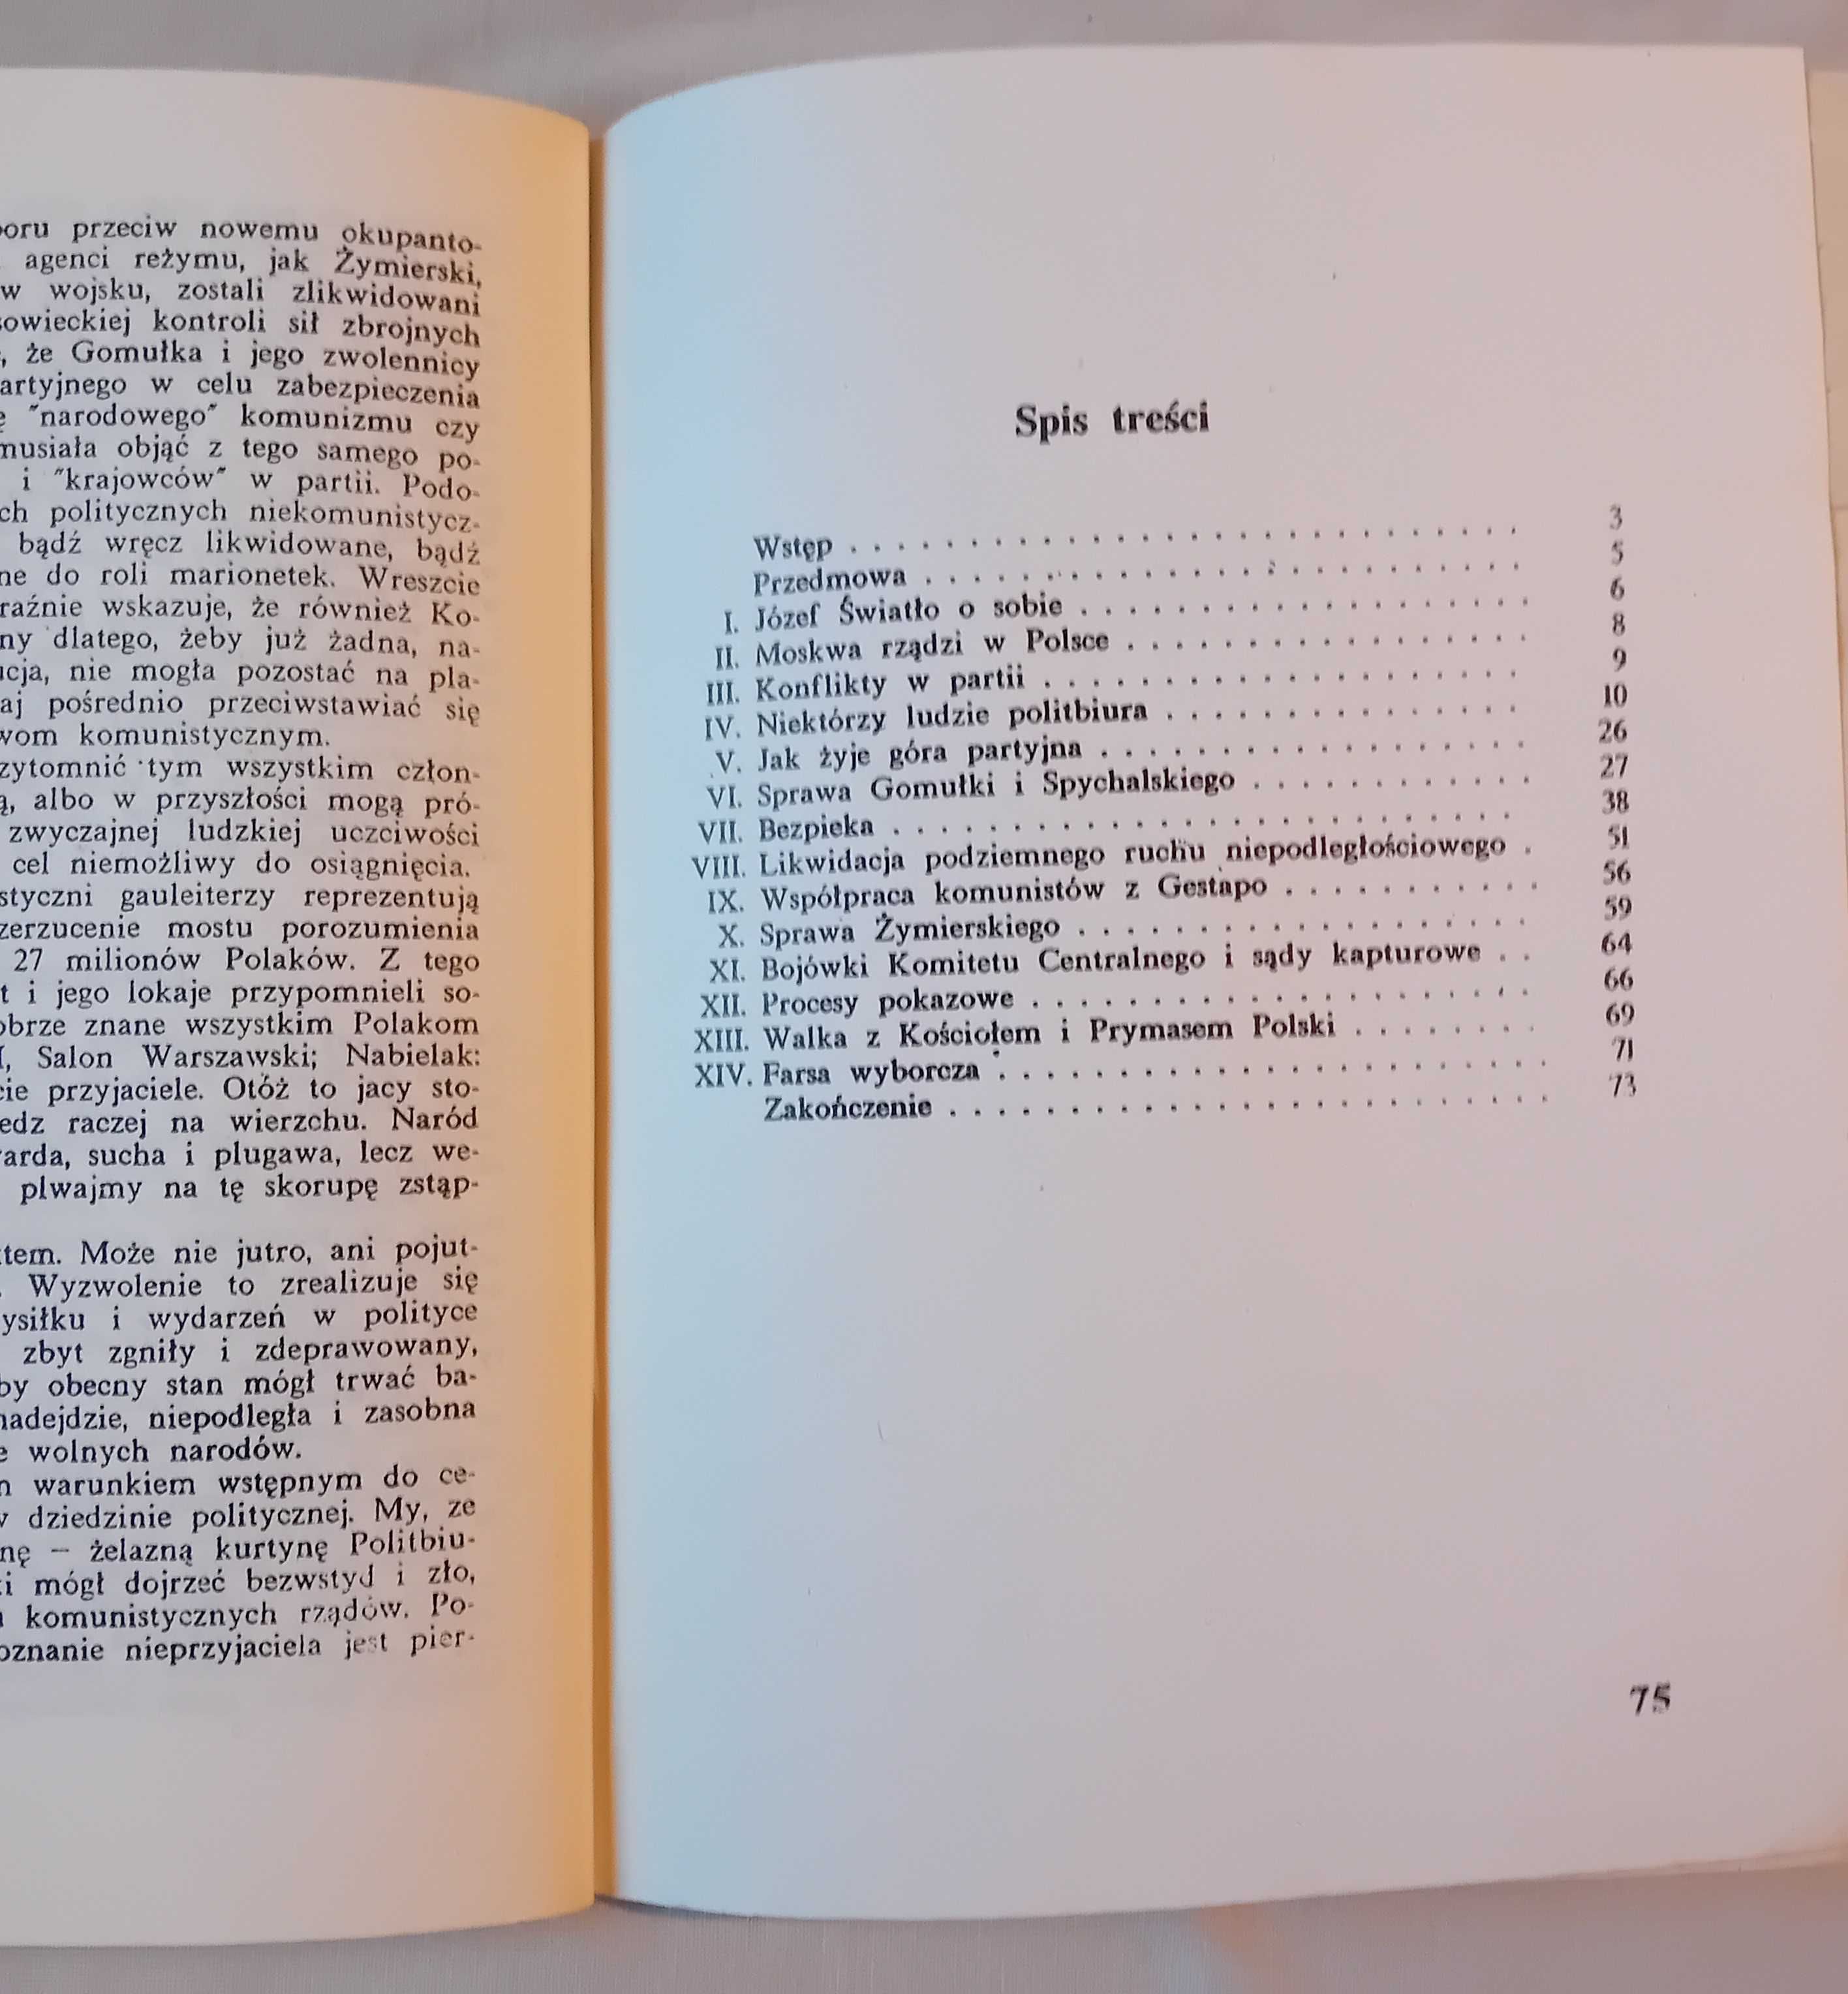 oru przeciw nowemu okupanto-
agenci reżymu, jak Żymierski,
w wojsku, zostali zlikwidowani
owieckiej kontroli sił zbrojnych
, że Gomułka i jego zwolennicy
artyjnego w celu zabezpieczenia
"narodowego" komunizmu czy
musiała objąć z tego samego po-
i "krajowców" w partii. Podo-
ch politycznych niekomunistycz-
bądź wręcz likwidowane, bądź
ne do roli marionetek. Wreszcie
raźnie wskazuje, że również Ko-
ny dlatego, żeby już żadna, na-
cja, nie mogła pozostać na pla-
aj pośrednio przeciwstawiać się
wom komunistycznym.
zytomnić tym wszystkim człon-
ą, albo w przyszłości mogą pró-
zwyczajnej ludzkiej uczciwości
cel niemożliwy do osiągnięcia.
styczni gauleiterzy reprezentują
zerzucenie mostu porozumienia
27 milionów Polaków. Z tego
t i jego lokaje przypomnieli so-
obrze znane wszystkim Polakom
I, Salon Warszawski; Nabielak:
cie przyjaciele. Otóż to jacy sto-
edz raczej na wierzchu. Naród
arda, sucha i plugawa, lecz we-
plwajmy na tę skorupę zstąp-
tem. Może nie jutro, ani pojut-
. Wyzwolenie to zrealizuje się
ysiłku i wydarzeń w polityce
zbyt zgniły i zdeprawowany,
by obecny stan mógł trwać ba-
nadejdzie, niepodległa i zasobna
e wolnych narodów.
n warunkiem wstępnym do ce-
w dziedzinie politycznej. My, ze
nę – żelazną kurtynę Politbiu-
i mógł dojrzeć bezwstyd i zło,
komunistycznych rządów. Po-
oznanie nieprzyjaciela jest pier-
Spis treści
Wstęp . . . . . . . . . . . . . . . . . . . . 3
Przedmowa . . . . . . . . . . . . . . . . . . 5
I. Józef Światło o sobie . . . . . . . . . . . . . . 6
II. Moskwa rządzi w Polsce . . . . . . . . . . . . . 8
III. Konflikty w partii . . . . . . . . . . . . . . . 9
IV. Niektórzy ludzie politbiura . . . . . . . . . . . . 10
V. Jak żyje góra partyjna . . . . . . . . . . . . . . 26
VI. Sprawa Gomułki i Spychalskiego . . . . . . . . . . 27
VII. Bezpieka . . . . . . . . . . . . . . . . . . 38
VIII. Likwidacja podziemnego ruchu niepodległościowego . 51
IX. Współpraca komunistów z Gestapo . . . . . . . . . 56
X. Sprawa Żymierskiego . . . . . . . . . . . . . . 59
XI. Bojówki Komitetu Centralnego i sądy kapturowe . . 64
XII. Procesy pokazowe . . . . . . . . . . . . . . . 66
XIII. Walka z Kościołem i Prymasem Polski . . . . . . . 69
XIV. Farsa wyborcza . . . . . . . . . . . . . . . . 71
Zakończenie . . . . . . . . . . . . . . . . . 73
75